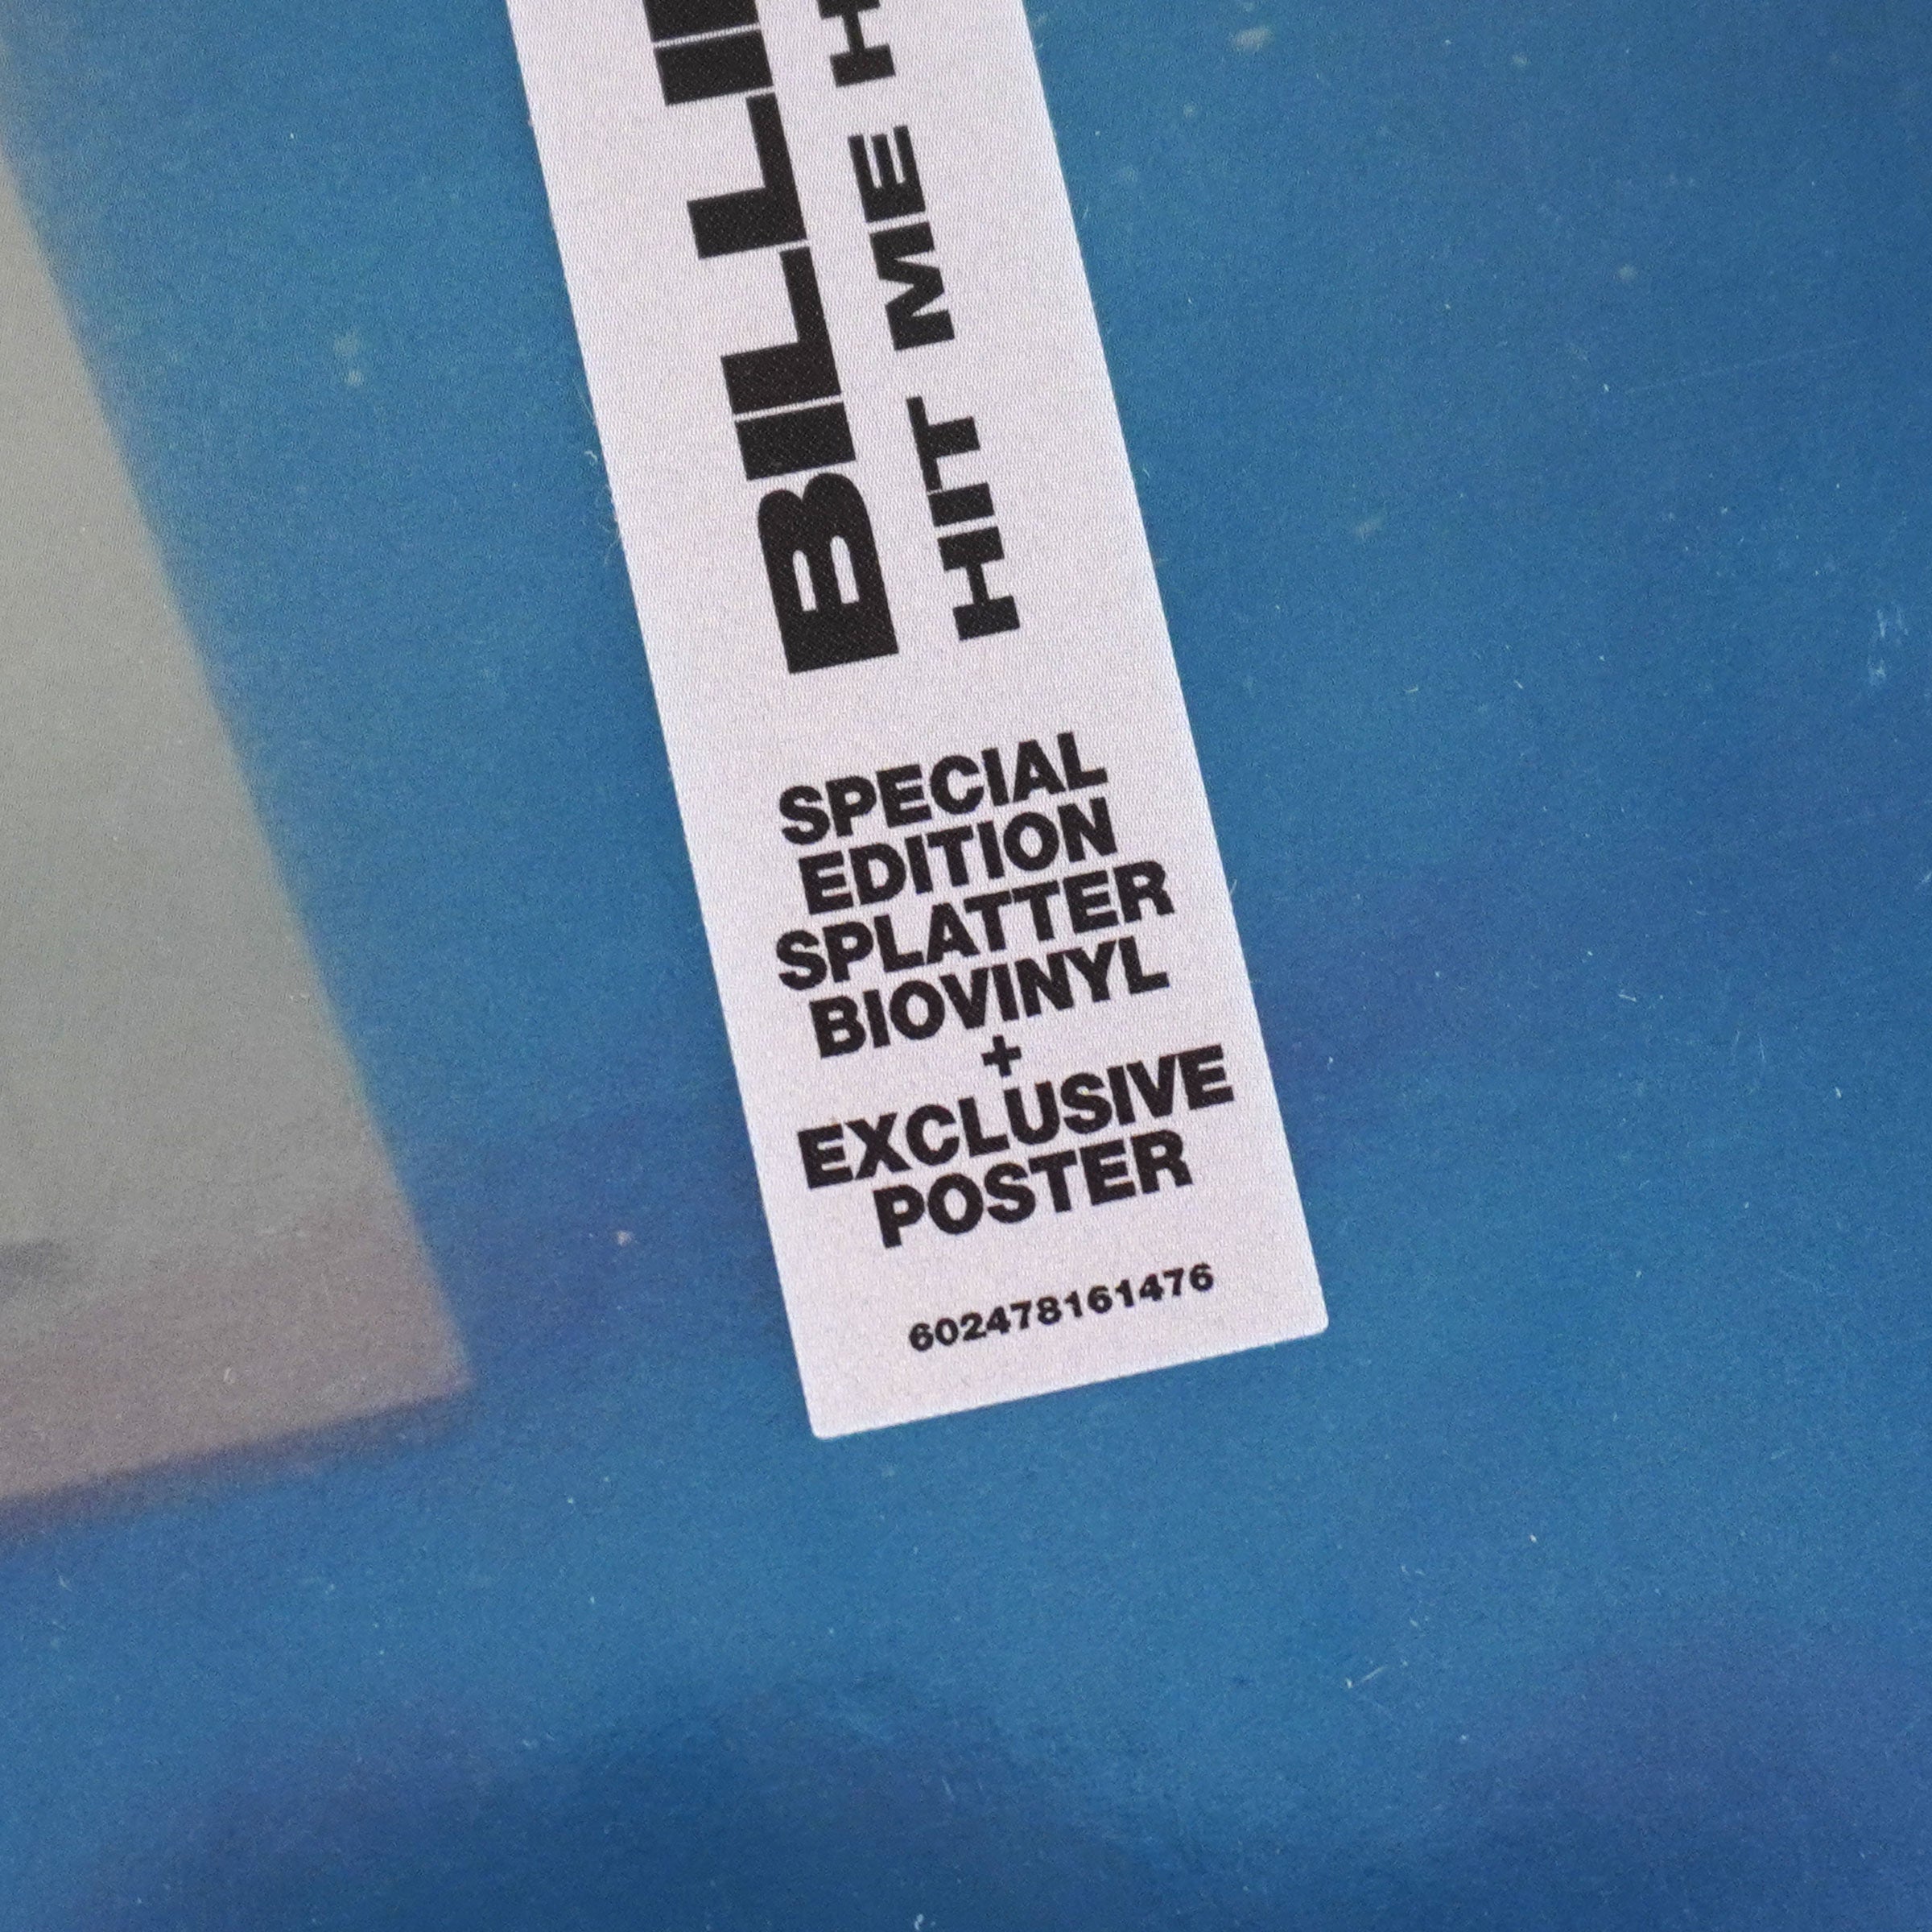 BILLI
HIT ME H
SPECIAL
EDITION
SPLATTER
BIOVINYL
+
EXCLUSIVE
POSTER
602478161476